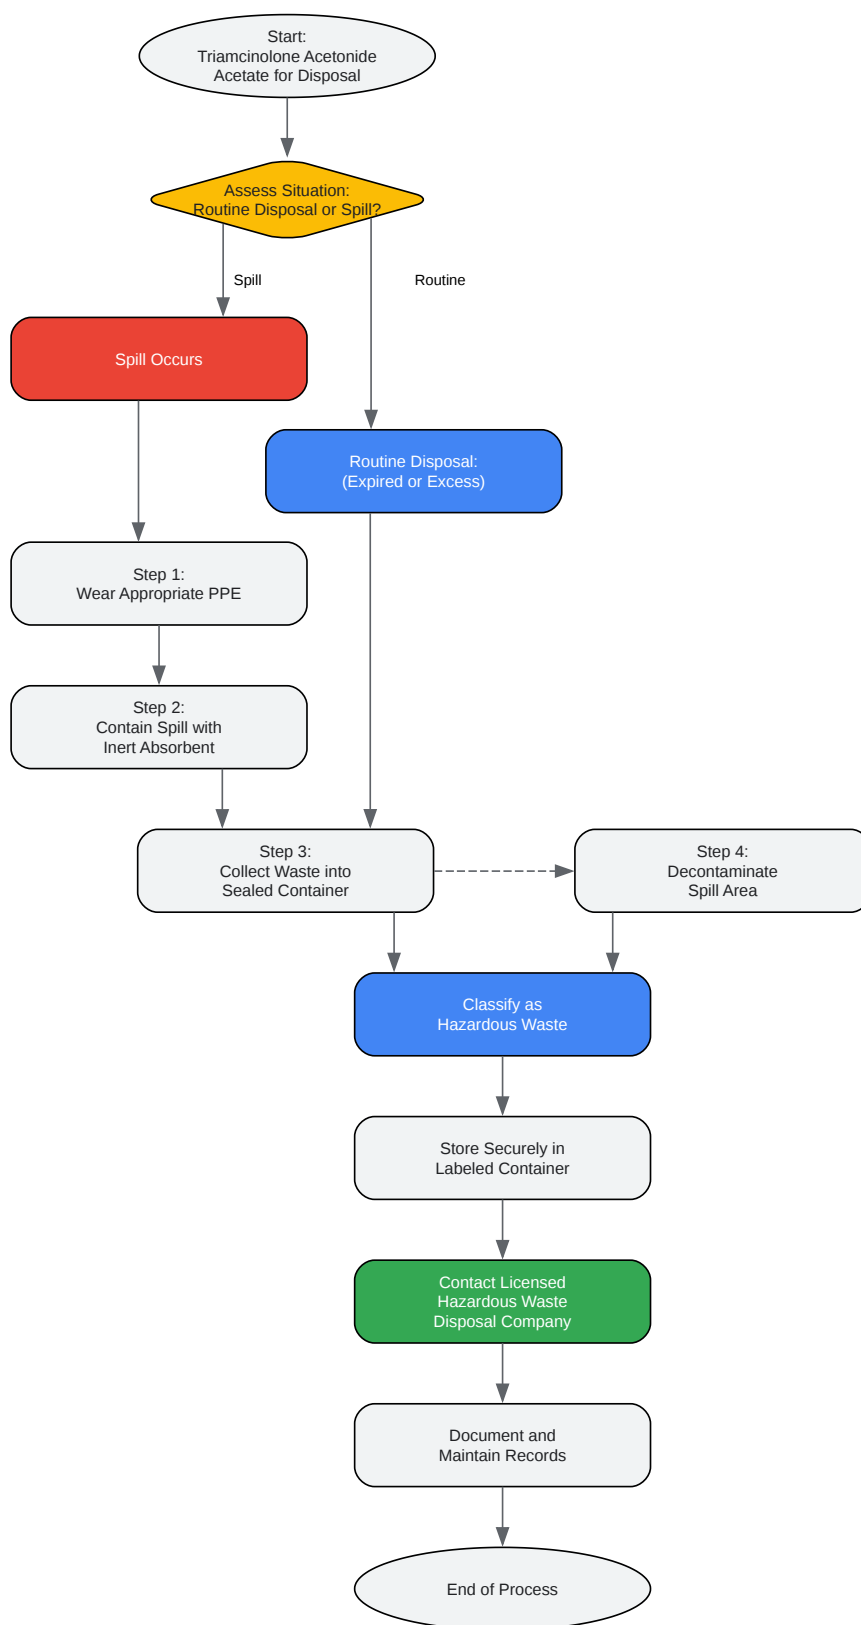 Start:
Triamcinolone Acetonide
Acetate for Disposal
Assess Situation:
Routine Disposal or Spill?
Spill
Routine
Spill Occurs
Routine Disposal:
(Expired or Excess)
Step 1:
Wear Appropriate PPE
Step 2:
Contain Spill with
Inert Absorbent
Step 3:
Collect Waste into
Sealed Container
Step 4:
Decontaminate
Spill Area
Classify as
Hazardous Waste
Store Securely in
Labeled Container
Contact Licensed
Hazardous Waste
Disposal Company
Document and
Maintain Records
End of Process